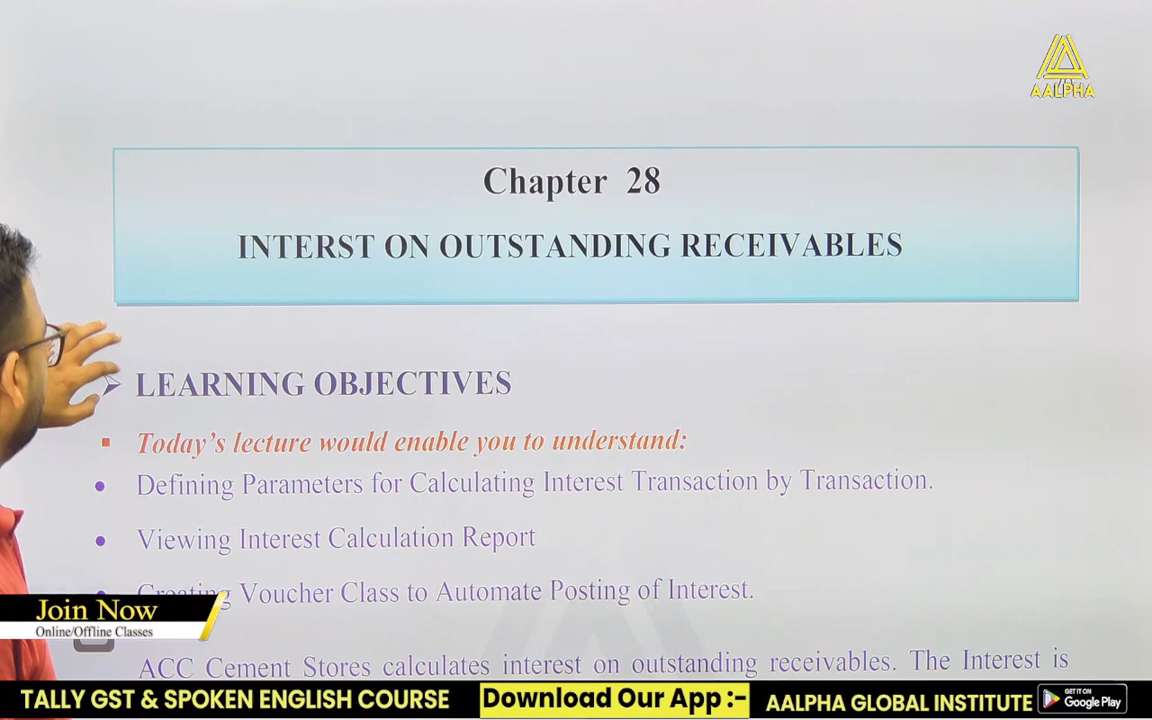 AALPHA
Chapter 28
INTERST ON OUTSTANDING RECEIVABLES
LEARNING OBJECTIVES
Today's lecture would enable you to understand:
Defining Parameters for Calculating Interest Transaction by Transaction.
Viewing Interest Calculation Report
Creating Voucher Class to Automate Posting of Interest.
Join Now
Online/Offline Classes
ACC Cement Stores calculates interest on outstanding receivables. The Interest is
TALLY GST & SPOKEN ENGLISH COURSE
Download Our App :-
AALPHA GLOBAL INSTITUTE
GET IT ON
Google Play